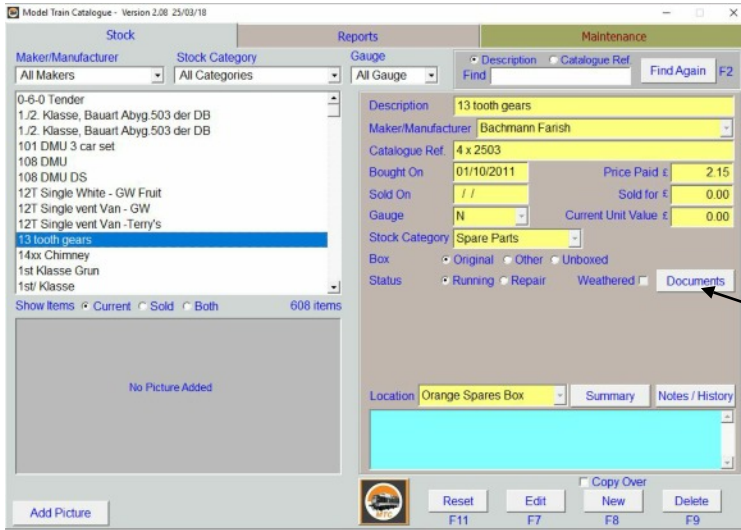 Model Train Catalogue - Version 2.08 25/03/18
Stock
Reports
Maintenance
Maker/Manufacturer
Stock Category
Gauge
All Makers
All Categories
All Gauge
Description
Catalogue Ref.
Find
Find Again
F2
0-6-0 Tender
1./2. Klasse, Bauart Abyg.503 der DB
1./2. Klasse, Bauart Abyg.503 der DB
101 DMU 3 car set
108 DMU
108 DMU DS
12T Single White - GW Fruit
12T Single vent Van - GW
12T Single vent Van -Terry's
13 tooth gears
14xx Chimney
1st Klasse Grun
1st/ Klasse
Show Items Current Sold Both
608 items
No Picture Added
Add Picture
Description 13 tooth gears
Maker/Manufacturer Bachmann Farish
Catalogue Ref. 4 x 2503
Bought On 01/10/2011 Price Paid £ 2.15
Sold On / / Sold for £ 0.00
Gauge N Current Unit Value £ 0.00
Stock Category Spare Parts
Box Original Other Unboxed
Status Running Repair Weathered Documents
Location Orange Spares Box Summary Notes / History
Copy Over
MTC
Reset Edit New Delete
F11 F7 F8 F9